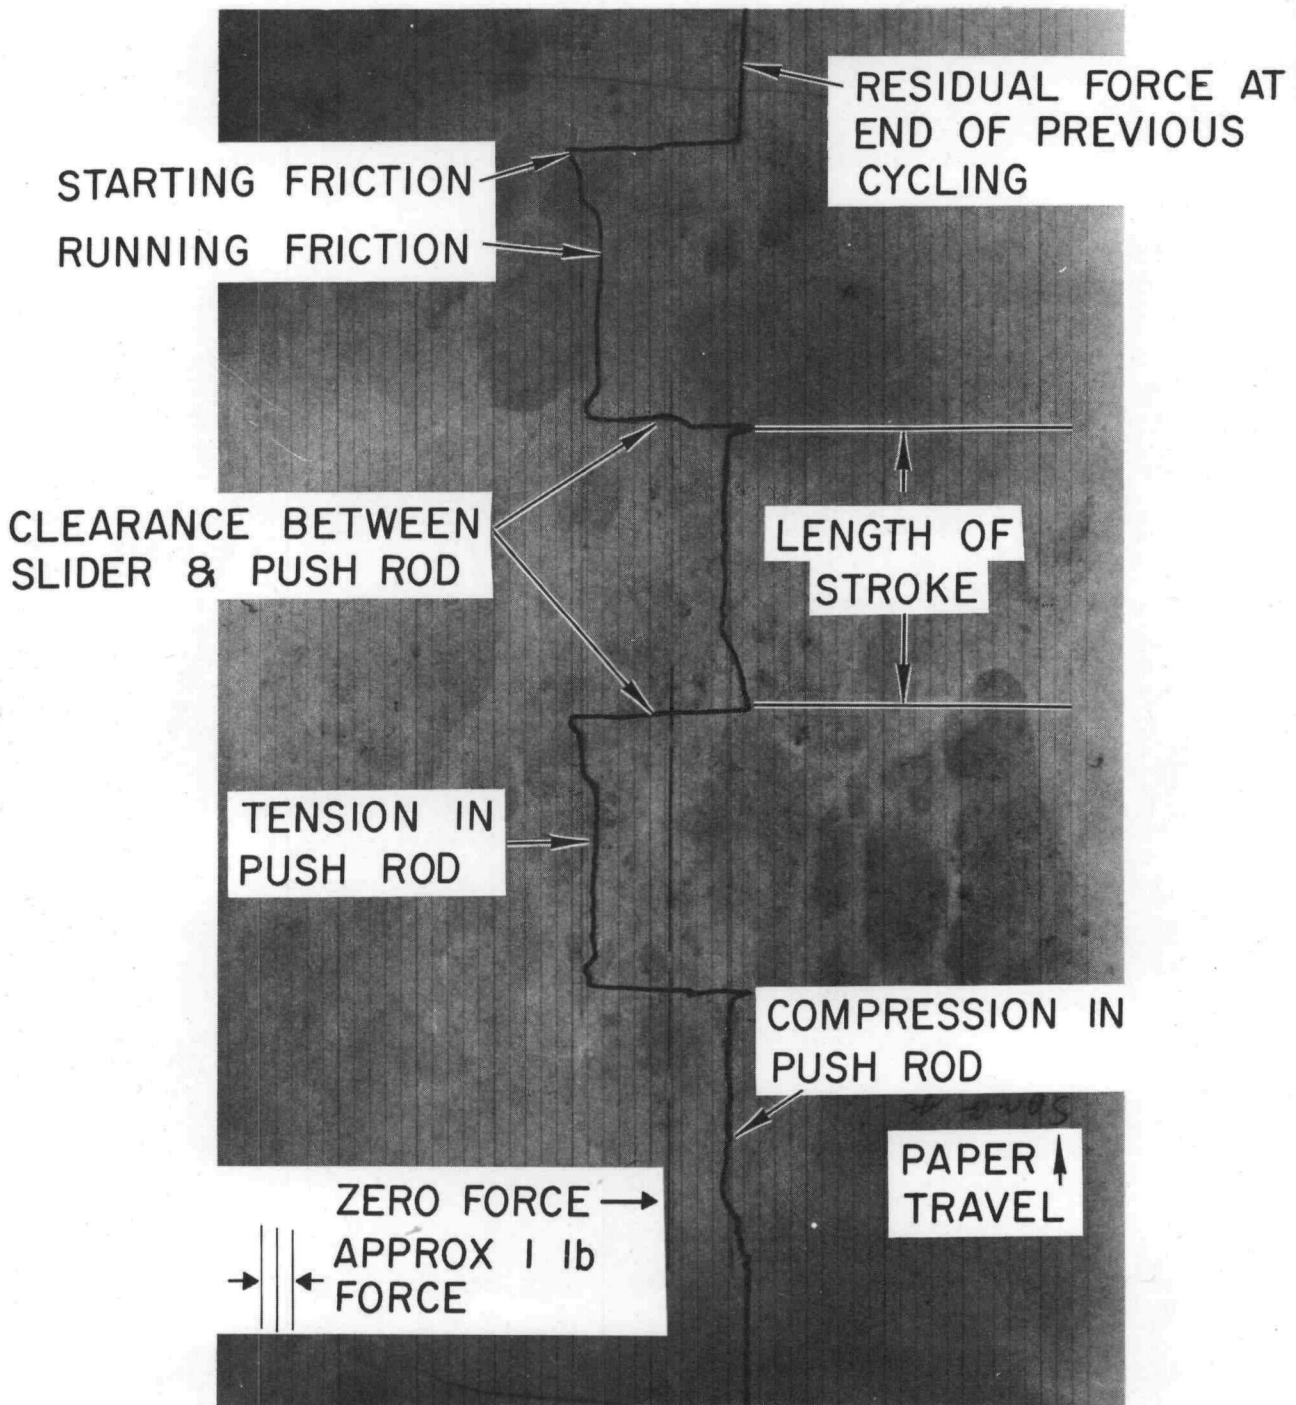 RESIDUAL FORCE AT
END OF PREVIOUS
CYCLING
STARTING FRICTION
RUNNING FRICTION
CLEARANCE BETWEEN
SLIDER & PUSH ROD
LENGTH OF
STROKE
TENSION IN
PUSH ROD
COMPRESSION IN
PUSH ROD
PAPER
TRAVEL
ZERO FORCE
APPROX 1 lb
FORCE